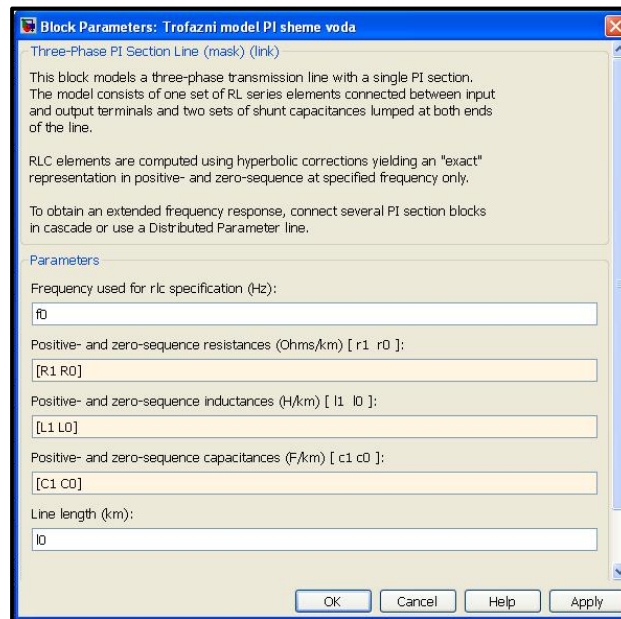 Block Parameters: Trofazni model PI sheme voda
Three-Phase PI Section Line (mask) (link)
This block models a three-phase transmission line with a single PI section.
The model consists of one set of RL series elements connected between input
and output terminals and two sets of shunt capacitances lumped at both ends
of the line.
RLC elements are computed using hyperbolic corrections yielding an "exact"
representation in positive- and zero-sequence at specified frequency only.
To obtain an extended frequency response, connect several PI section blocks
in cascade or use a Distributed Parameter line.
Parameters
Frequency used for rlc specification (Hz):
f0
Positive- and zero-sequence resistances (Ohms/km) [ r1 r0 ]:
[R1 R0]
Positive- and zero-sequence inductances (H/km) [ l1 l0 ]:
[L1 L0]
Positive- and zero-sequence capacitances (F/km) [ c1 c0 ]:
[C1 C0]
Line length (km):
l0
OK Cancel Help Apply